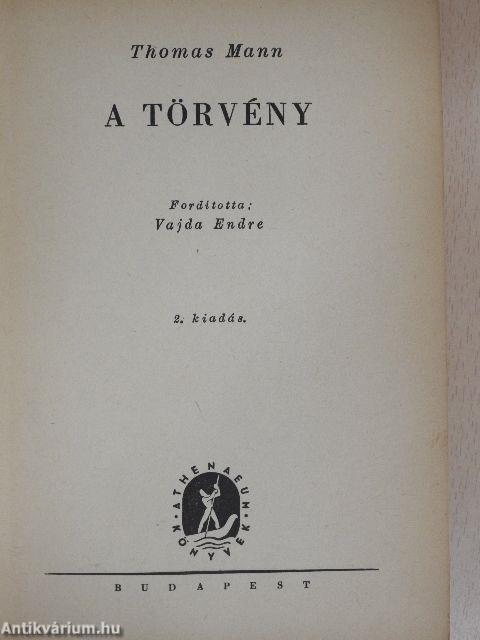 Thomas Mann
A TÖRVÉNY
Fordította:
Vajda Endre
2. kiadás.
ATHENAEUM
KÖNYVEK
BUDAPEST
Antikvárium.hu